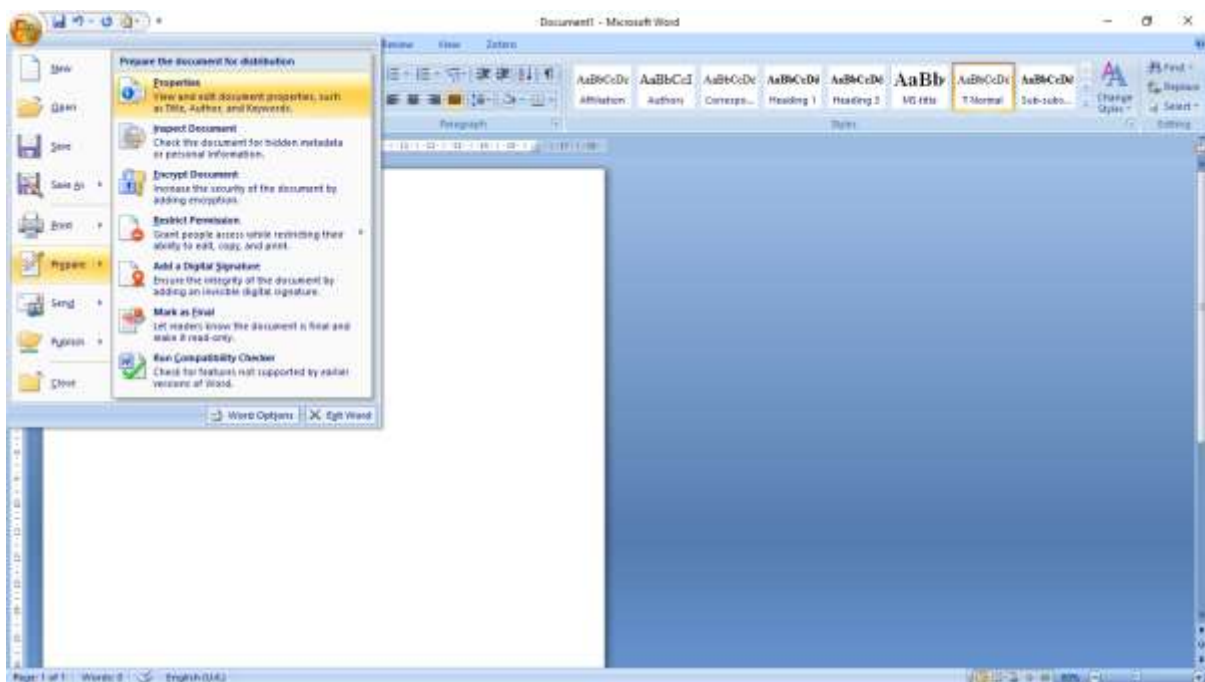 Document1 - Microsoft Word
Review View Zotero
New
Open
Save
Save As
Print
Prepare
Send
Publish
Close
Prepare the document for distribution
Properties
View and edit document properties, such
as Title, Author, and Keywords.
Inspect Document
Check the document for hidden metadata
or personal information.
Encrypt Document
Increase the security of the document by
adding encryption.
Restrict Permission
Grant people access while restricting their
ability to edit, copy, and print.
Add a Digital Signature
Ensure the integrity of the document by
adding an invisible digital signature.
Mark as Final
Let readers know the document is final and
make it read-only.
Run Compatibility Checker
Check for features not supported by earlier
versions of Word.
Word Options Exit Word
AaBbCcDc AaBbCcI AaBbCcDc AaBbCcDd AaBbCcDd AaBb AaBbCcDc AaBbCcDd
Affiliation Authors Correspo... Heading 1 Heading 2 MS title T Normal Sub-subs...
Change
Styles
Find
Replace
Select
Paragraph Styles Editing
Page: 1 of 1 Words: 0 English (U.K.) 80%